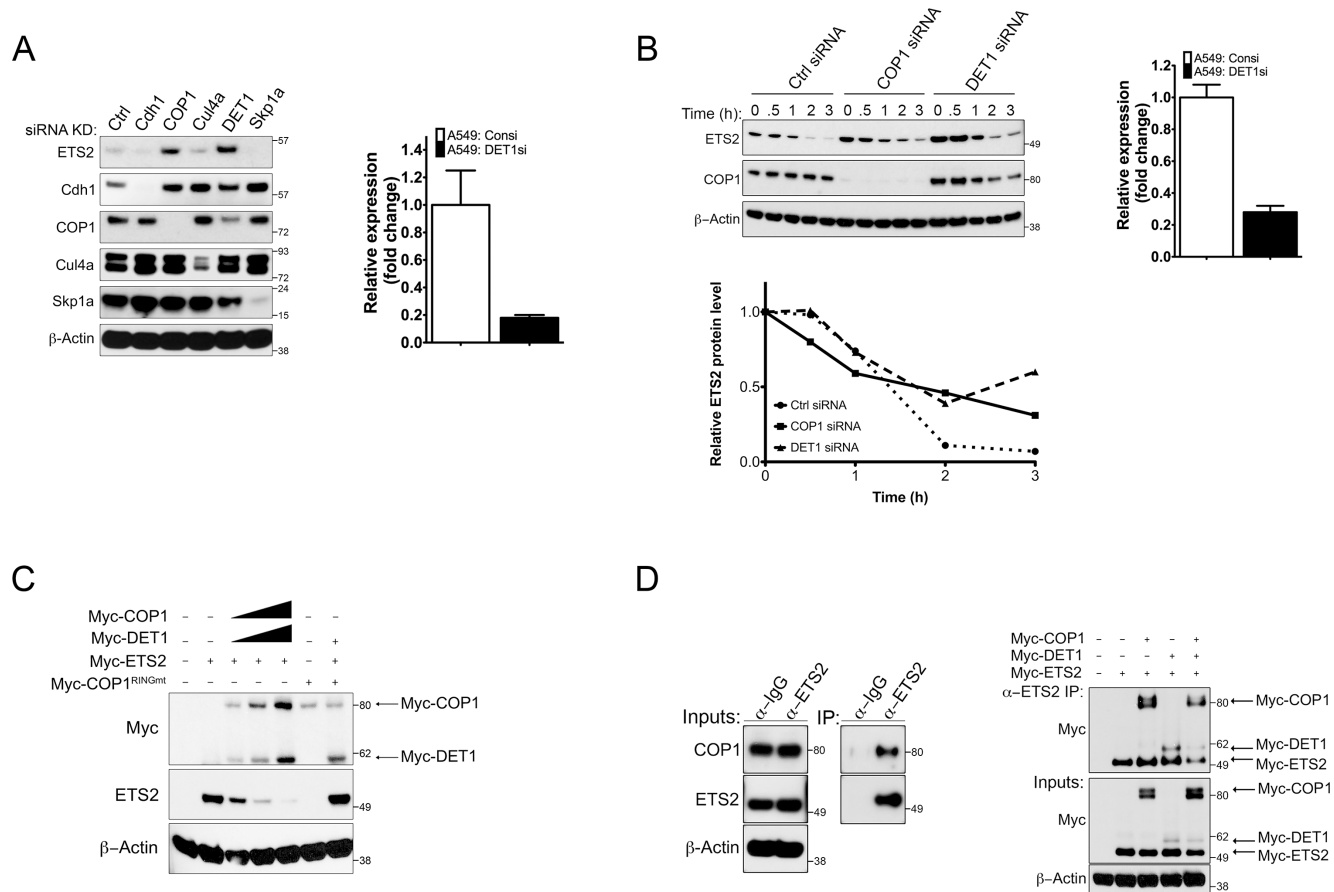 A
siRNA KD: Ctrl Cdh1 COP1 Cul4a DET1 Skp1a
ETS2 57
Cdh1 57
COP1 72
Cul4a 93 72
Skp1a 24 15
β-Actin 38
A549: Consi
A549: DET1si
Relative expression
(fold change)
1.4
1.2
1.0
0.8
0.6
0.4
0.2
0.0
B
Ctrl siRNA COP1 siRNA DET1 siRNA
Time (h): 0 .5 1 2 3 0 .5 1 2 3 0 .5 1 2 3
ETS2 49
COP1 80
β-Actin 38
Relative ETS2 protein level
1.0
0.5
0.0
Ctrl siRNA
COP1 siRNA
DET1 siRNA
0 1 2 3
Time (h)
A549: Consi
A549: DET1si
Relative expression
(fold change)
1.2
1.0
0.8
0.6
0.4
0.2
0.0
C
Myc-COP1 – – – –
Myc-DET1 – – – +
Myc-ETS2 – + + + + – +
Myc-COP1RINGmt – – – – – + +
Myc 80 Myc-COP1
62 Myc-DET1
ETS2 49
β-Actin 38
D
Inputs: α-IgG α-ETS2 IP: α-IgG α-ETS2
COP1 80 80
ETS2 49 49
β-Actin 38
Myc-COP1 – – + – +
Myc-DET1 – – – + +
Myc-ETS2 – + + + +
α-ETS2 IP:
Myc 80 Myc-COP1
62 Myc-DET1
49 Myc-ETS2
Inputs:
Myc 80 Myc-COP1
62 Myc-DET1
49 Myc-ETS2
β-Actin 38